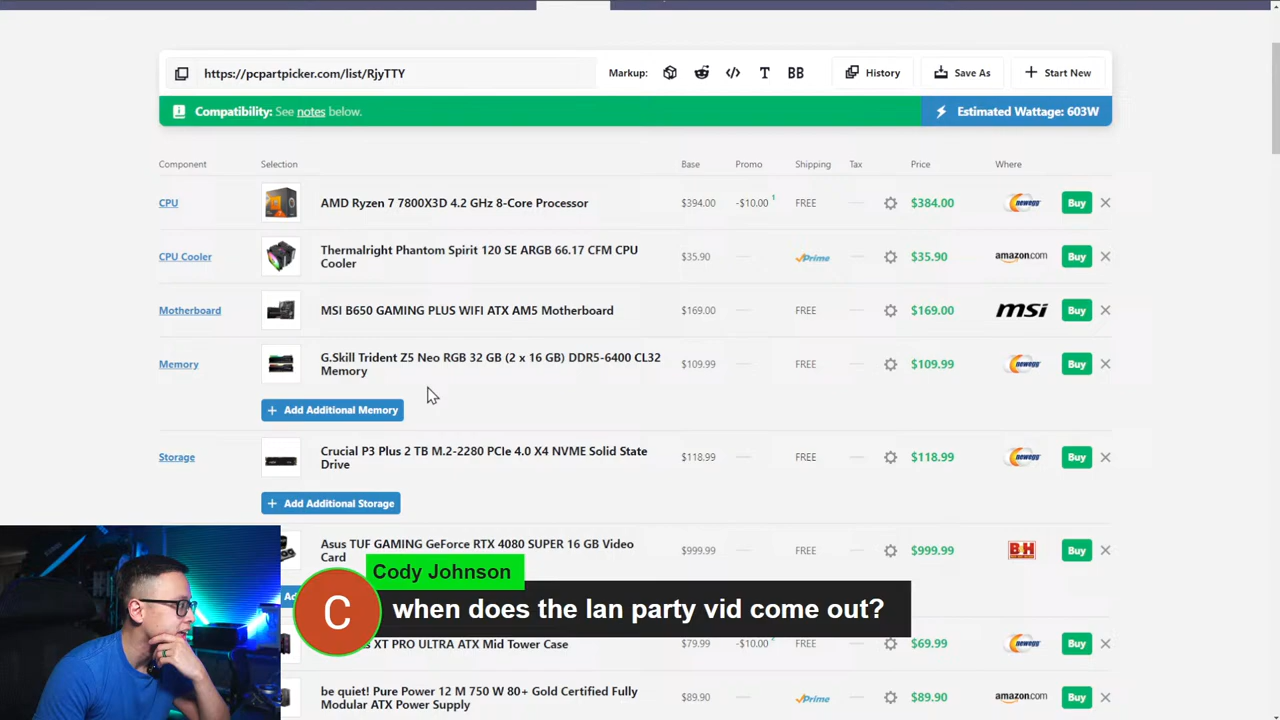 https://pcpartpicker.com/list/RjyTTY Markup: T BB History Save As Start New
Compatibility: See notes below. Estimated Wattage: 603W
Component Selection Base Promo Shipping Tax Price Where
CPU AMD Ryzen 7 7800X3D 4.2 GHz 8-Core Processor $394.00 -$10.00 1 FREE $384.00 newegg Buy
CPU Cooler Thermalright Phantom Spirit 120 SE ARGB 66.17 CFM CPU
Cooler $35.90 Prime $35.90 amazon.com Buy
Motherboard MSI B650 GAMING PLUS WIFI ATX AM5 Motherboard $169.00 FREE $169.00 msi Buy
Memory G.Skill Trident Z5 Neo RGB 32 GB (2 x 16 GB) DDR5-6400 CL32
Memory $109.99 FREE $109.99 newegg Buy
+ Add Additional Memory
Storage Crucial P3 Plus 2 TB M.2-2280 PCIe 4.0 X4 NVME Solid State
Drive $118.99 FREE $118.99 newegg Buy
+ Add Additional Storage
Asus TUF GAMING GeForce RTX 4080 SUPER 16 GB Video
Card $999.99 FREE $999.99 B&H Buy
Cody Johnson
C when does the lan party vid come out?
XT PRO ULTRA ATX Mid Tower Case $79.99 -$10.00 2 FREE $69.99 newegg Buy
be quiet! Pure Power 12 M 750 W 80+ Gold Certified Fully
Modular ATX Power Supply $89.90 Prime $89.90 amazon.com Buy